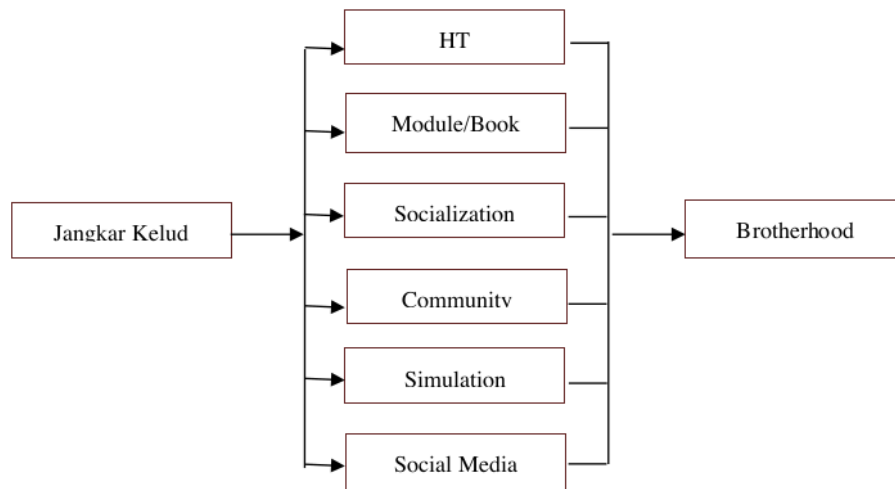 HT
Module/Book
Socialization
Jangkar Kelud
Brotherhood
Community
Simulation
Social Media